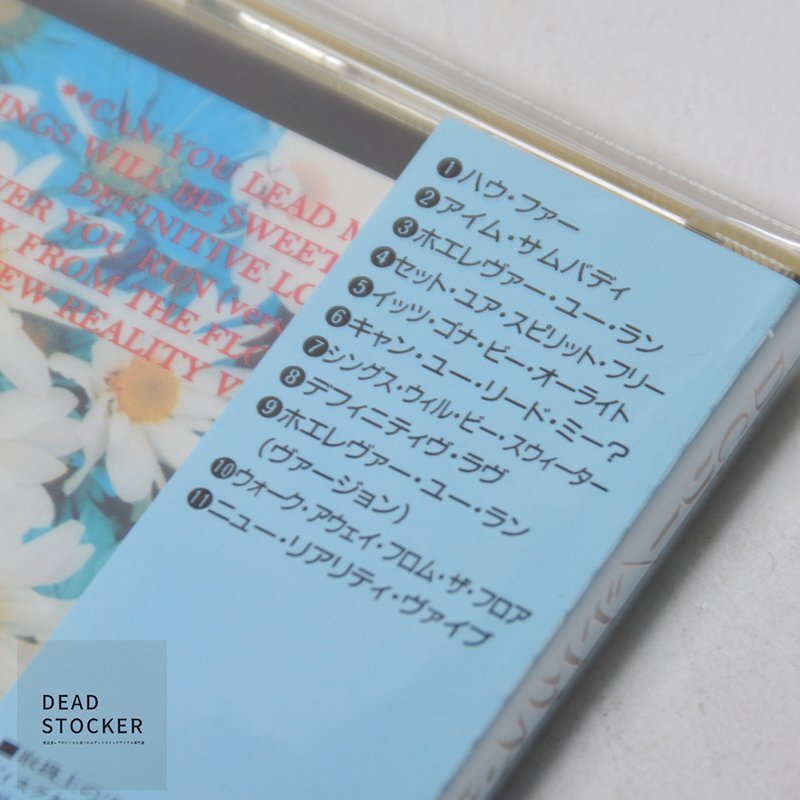 **CAN YOU LEAD M
INGS WILL BE SWEET
DEFINITIVE LO
VER YOU RUN (vers
Y FROM THE FLO
EW REALITY V
❶ハウ・ファー
❷アイム・サムバディ
❸ホエレヴァー・ユー・ラン
❹セット・ユア・スピリット・フリー
❺イッツ・ゴナ・ビー・オーライト
❻キャン・ユー・リード・ミー?
❼シングス・ウィル・ビー・スウィーター
❽デフィニティヴ・ラヴ
❾ホエレヴァー・ユー・ラン
(ヴァージョン)
❿ウォーク・アウェイ・フロム・ザ・フロア
⓫ニュー・リアリティ・ヴァイブ
DEAD
STOCKER
■取扱上の